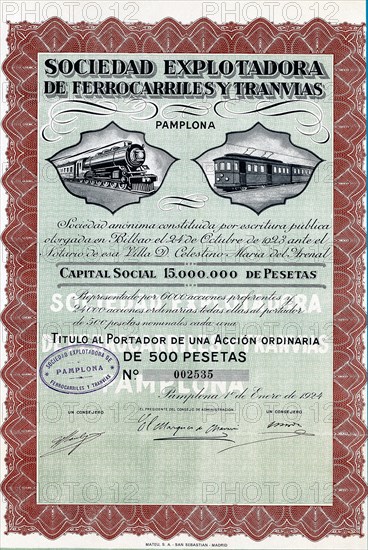 SOCIEDAD EXPLOTADORA
DE FERROCARRILES Y TRANVIAS
PAMPLONA
Sociedad anónima constituida por escritura pública
otorgada en Bilbao el 24 de Octubre de 1923 ante el
Notario de esa Villa D. Celestino María del Arenal
CAPITAL SOCIAL 15.000.000 DE PESETAS
Representado por 6000 acciones preferentes y
24000 acciones ordinarias todas ellas al portador
de 500 pesetas nominales cada una
TITULO AL PORTADOR DE UNA ACCIÓN ORDINARIA
DE 500 PESETAS
SOCIEDAD EXPLOTADORA DE
PAMPLONA
FERROCARRILES Y TRANVIAS
Nº 002535
PAMPLONA
Pamplona 1º de Enero de 1924
UN CONSEJERO
EL PRESIDENTE DEL CONSEJO DE ADMINISTRACIÓN
UN CONSEJERO
MATEU, S. A. - SAN SEBASTIAN - MADRID
PHOTO12